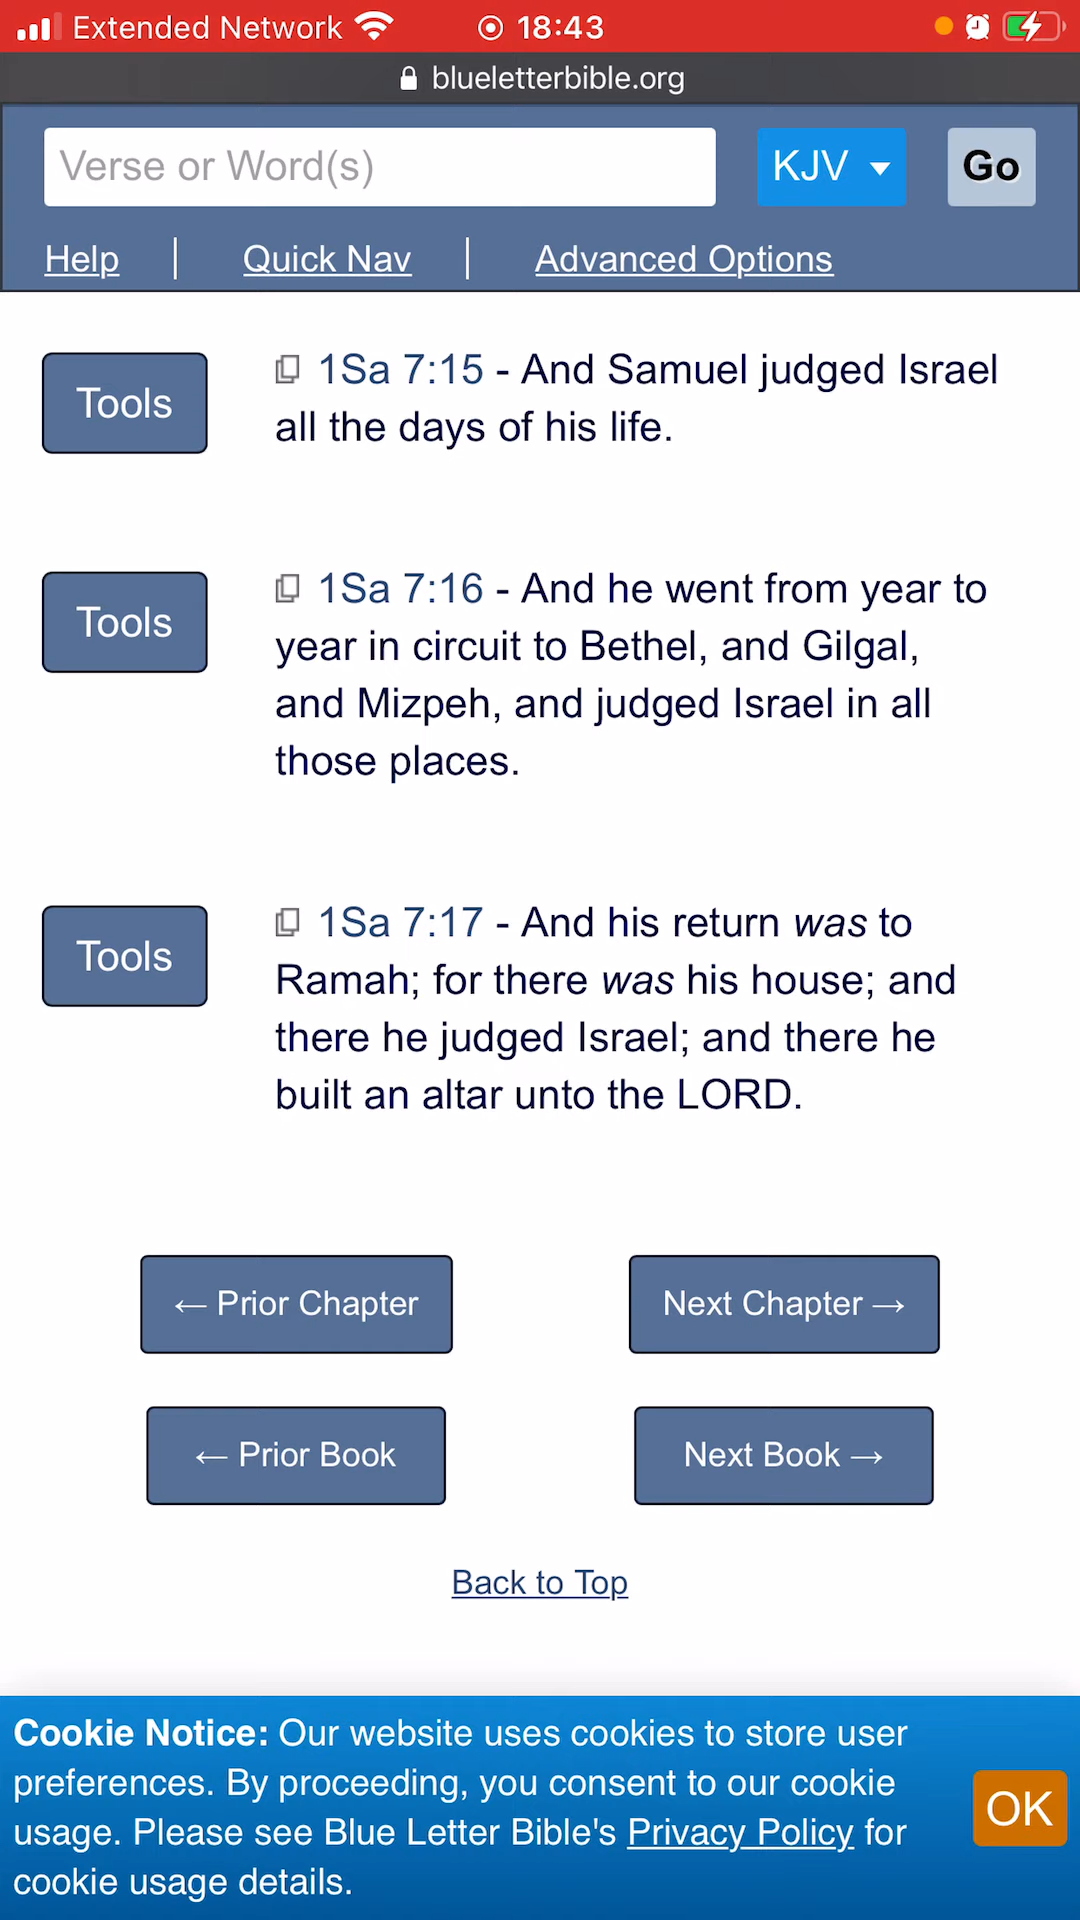 Extended Network 18:43
blueletterbible.org
Verse or Word(s) KJV Go
Help | Quick Nav | Advanced Options
Tools 1Sa 7:15 - And Samuel judged Israel
all the days of his life.
Tools 1Sa 7:16 - And he went from year to
year in circuit to Bethel, and Gilgal,
and Mizpeh, and judged Israel in all
those places.
Tools 1Sa 7:17 - And his return was to
Ramah; for there was his house; and
there he judged Israel; and there he
built an altar unto the LORD.
← Prior Chapter Next Chapter →
← Prior Book Next Book →
Back to Top
Cookie Notice: Our website uses cookies to store user
preferences. By proceeding, you consent to our cookie
usage. Please see Blue Letter Bible's Privacy Policy for
cookie usage details.
OK